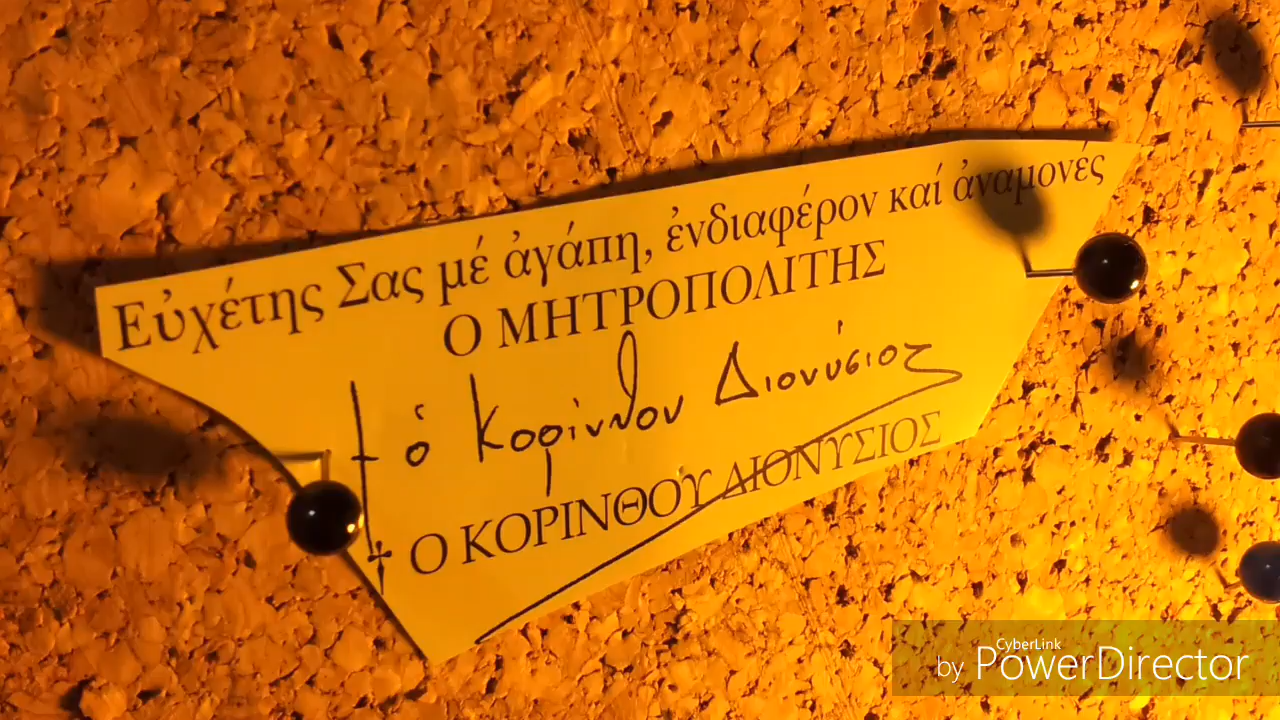 Εὐχέτης Σας μέ ἀγάπη, ἐνδιαφέρον καί ἀναμονές
Ο ΜΗΤΡΟΠΟΛΙΤΗΣ
† ὁ Κορίνθου Διονύσιος
† Ο ΚΟΡΙΝΘΟΥ ΔΙΟΝΥΣΙΟΣ
CyberLink
by PowerDirector